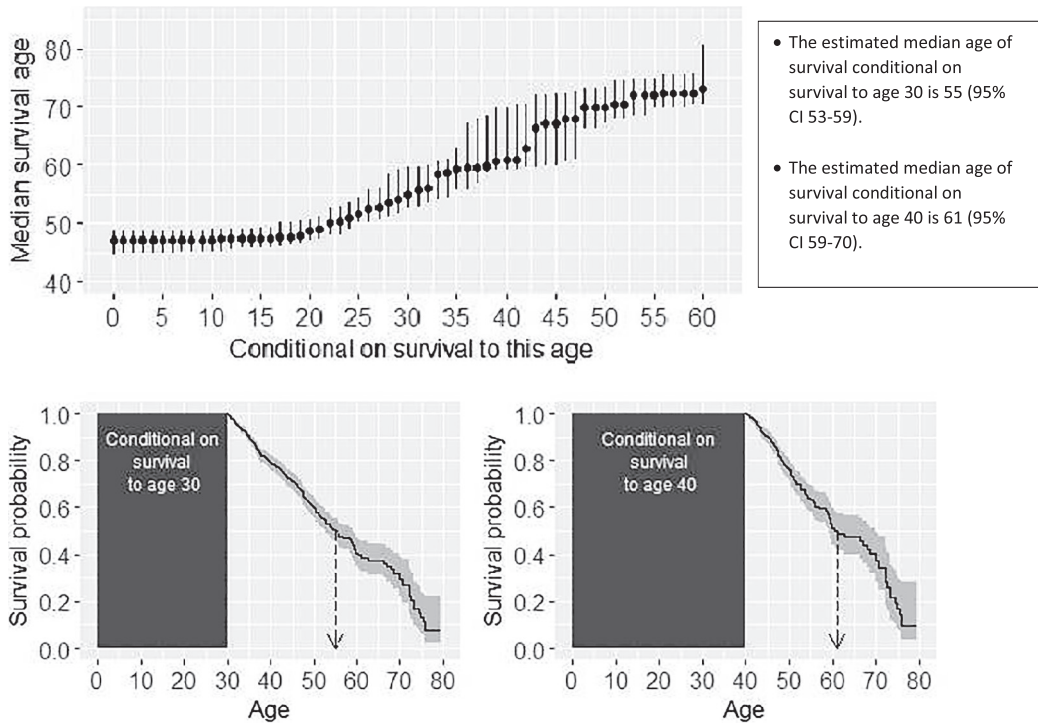 Median survival age
80
70
60
50
40
0 5 10 15 20 25 30 35 40 45 50 55 60
Conditional on survival to this age
● The estimated median age of
survival conditional on
survival to age 30 is 55 (95%
CI 53-59).
● The estimated median age of
survival conditional on
survival to age 40 is 61 (95%
CI 59-70).
Survival probability
1.0
0.8
0.6
0.4
0.2
0.0
Conditional on
survival
to age 30
0 10 20 30 40 50 60 70 80
Age
Survival probability
1.0
0.8
0.6
0.4
0.2
0.0
Conditional on
survival
to age 40
0 10 20 30 40 50 60 70 80
Age